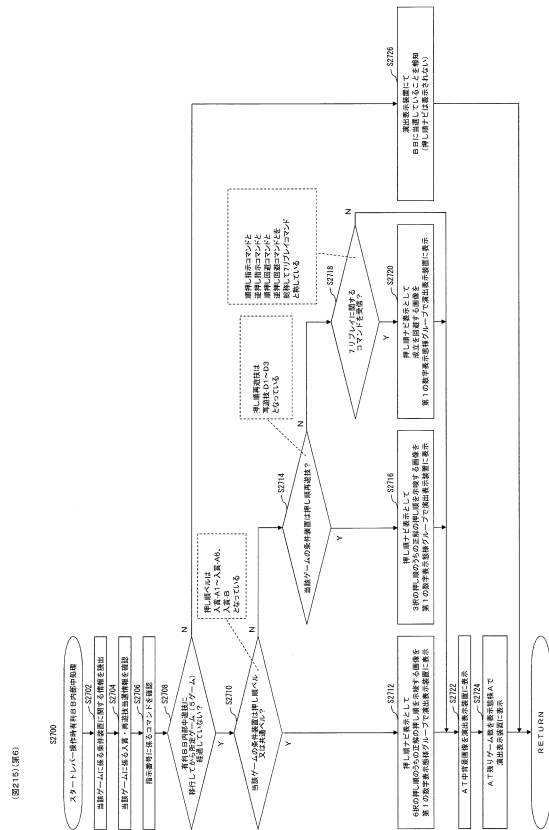 (図215)(第6)
S2700
スタートレバー操作時有利BB内部中処理
S2702
当該ゲームに係る条件装置に関する情報を読出
S2704
当該ゲームに係る入賞・再遊技当選情報を確認
S2706
指示番号に係るコマンドを確認
S2708
有利BB内部中遊技に
移行してから所定ゲーム(5ゲーム)
経過していない?
N
Y
押し順ベルは
入賞-A1~入賞-A6、
入賞-B
となっている
S2710
当該ゲームの条件装置は押し順ベル
又は共通ベル?
N
Y
押し順再遊技は
再遊技-D1~D3
となっている
S2714
当該ゲームの条件装置は押し順再遊技?
N
Y
順押し指示コマンドと
逆押し指示コマンドと
順押し回避コマンドと
逆押し回避コマンドとを
総称して7リプレイコマンド
と称している
S2718
7リプレイに関する
コマンドを受信?
N
Y
S2712
押し順ナビ表示として
6択の押し順のうちの正解の押し順を示唆する画像を
第1の数字表示態様グループで演出表示装置に表示
S2716
押し順ナビ表示として
3択の押し順のうちの正解の押し順を示唆する画像を
第1の数字表示態様グループで演出表示装置に表示
S2720
押し順ナビ表示として
成立を回避する画像を
第1の数字表示態様グループで演出表示装置に表示
S2726
演出表示装置にて
BBに当選していることを報知
(押し順ナビは表示されない)
S2722
AT中背景画像を演出表示装置に表示
S2724
AT残りゲーム数を表示態様Aで
演出表示装置に表示
RETURN